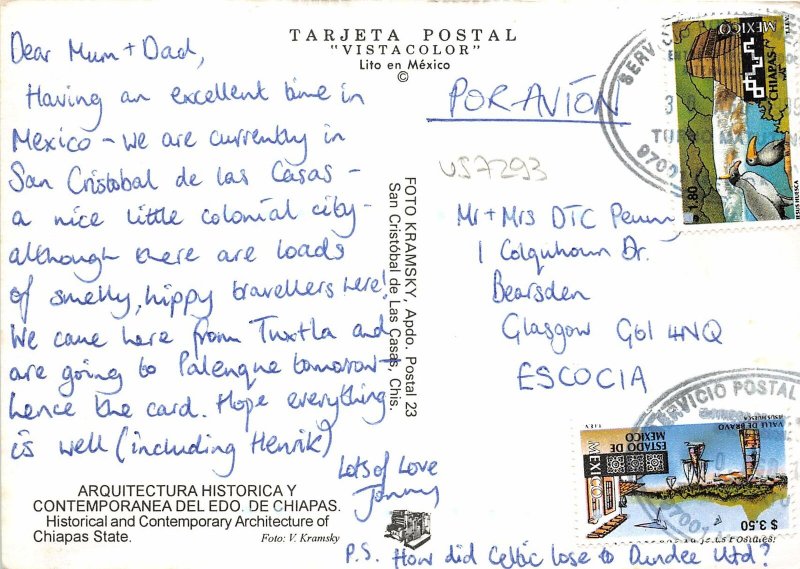 TARJETA POSTAL
"VISTACOLOR"
Lito en México
©
Dear Mum + Dad,
Having an excellent time in
Mexico – we are currently in
San Cristobal de las Casas –
a nice little colonial city –
although there are loads
of smelly, hippy travellers here!
We came here from Tuxtla and
are going to Palenque tomorrow –
hence the card. Hope everything
is well (including Henrik)
Lots of Love
Jonny
P.S. How did Celtic lose to Dundee Utd?
ARQUITECTURA HISTORICA Y
CONTEMPORANEA DEL EDO. DE CHIAPAS.
Historical and Contemporary Architecture of
Chiapas State.
Foto: V. Kramsky
FOTO KRAMSKY. Apdo. Postal 23
San Cristóbal de Las Casas, Chis.
POR AVION
US7293
Mr + Mrs DTC Penny
1 Colquhoun Dr.
Bearsden
Glasgow G61 4NQ
ESCOCIA
MEXICO
CHIAPAS
1.80
SERVICIO POSTAL
VALLE DE BRAVO
ESTADO DE
MEXICO
MEXICO
$ 3.50